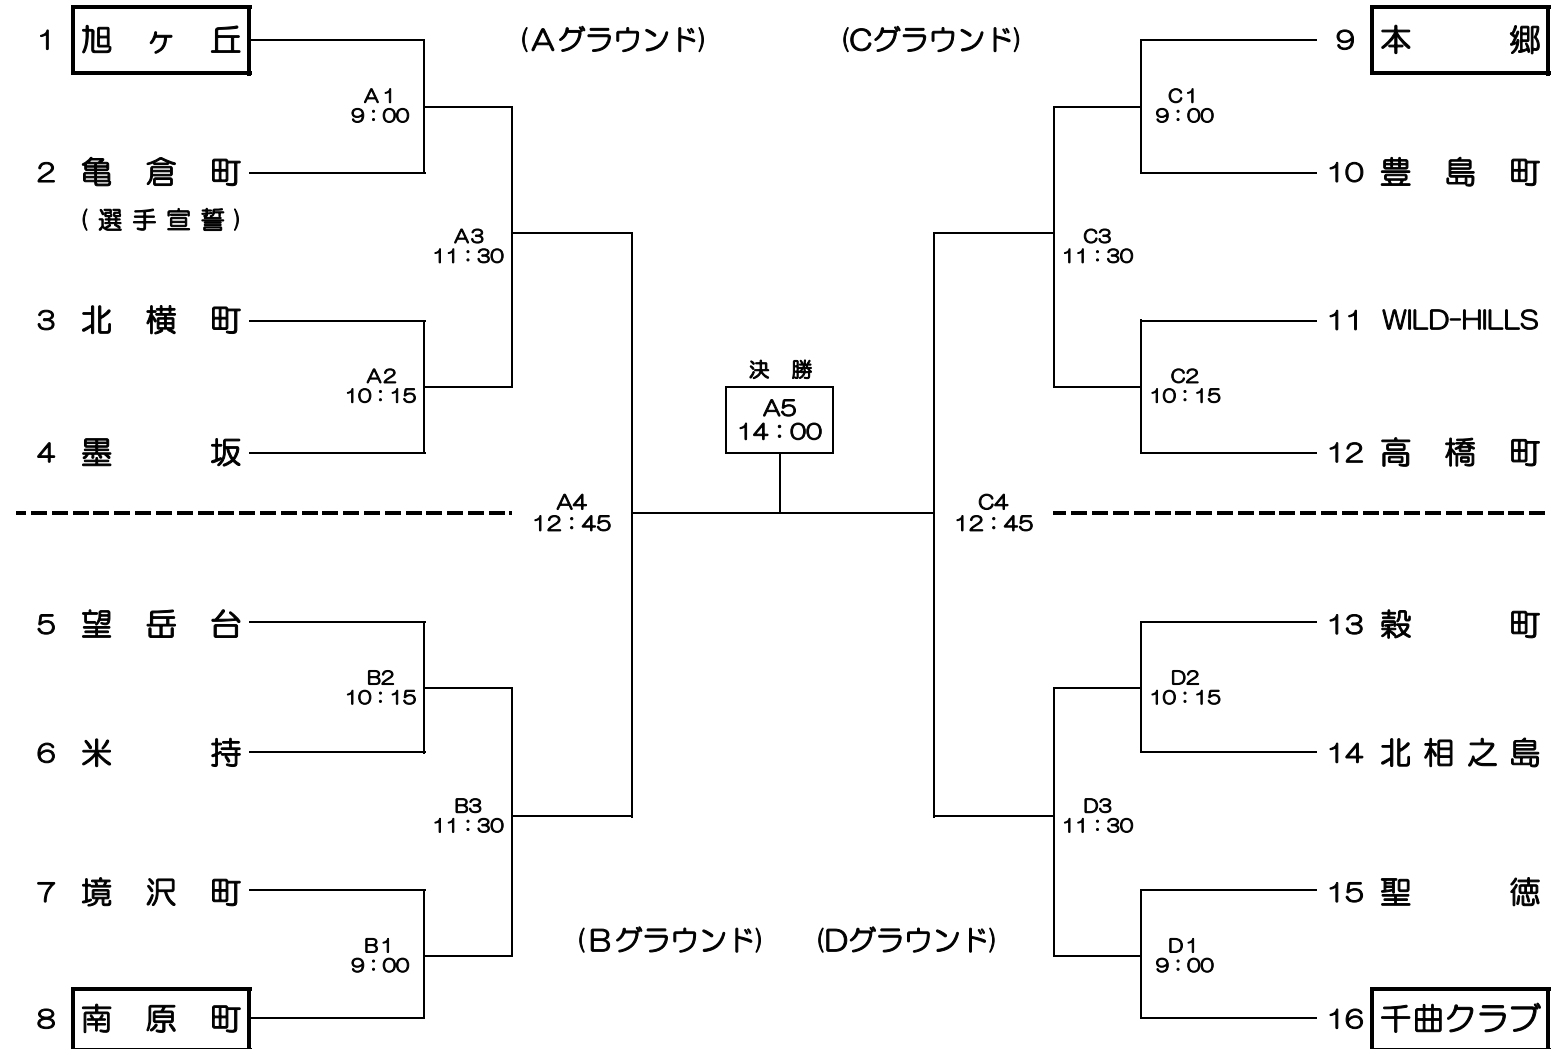 1 旭ヶ丘
(Aグラウンド)
A1
9:00
2 亀倉町
(選手宣誓)
A3
11:30
3 北横町
A2
10:15
4 墨坂
A4
12:45
5 望岳台
B2
10:15
6 米持
B3
11:30
7 境沢町
B1
9:00
(Bグラウンド)
8 南原町
決勝
A5
14:00
(Cグラウンド)
9 本郷
C1
9:00
10 豊島町
C3
11:30
11 WILD-HILLS
C2
10:15
12 高橋町
C4
12:45
13 穀町
D2
10:15
14 北相之島
D3
11:30
15 聖徳
(Dグラウンド)
D1
9:00
16 千曲クラブ